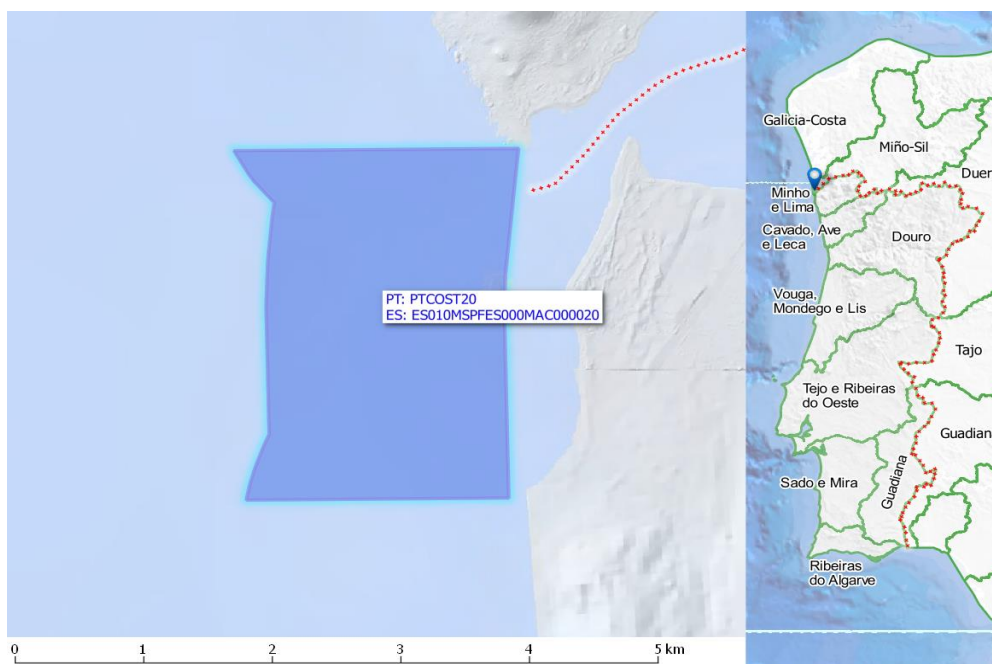 PT: PTCOST20
ES: ES010MSPFES000MAC000020
0 1 2 3 4 5 km
Galicia-Costa
Miño-Sil
Duer
Minho
e Lima
Cavado, Ave
e Leca
Douro
Vouga,
Mondego e Lis
Tajo
Tejo e Ribeiras
do Oeste
Guadian
Sado e Mira
Guadiana
Ribeiras
do Algarve